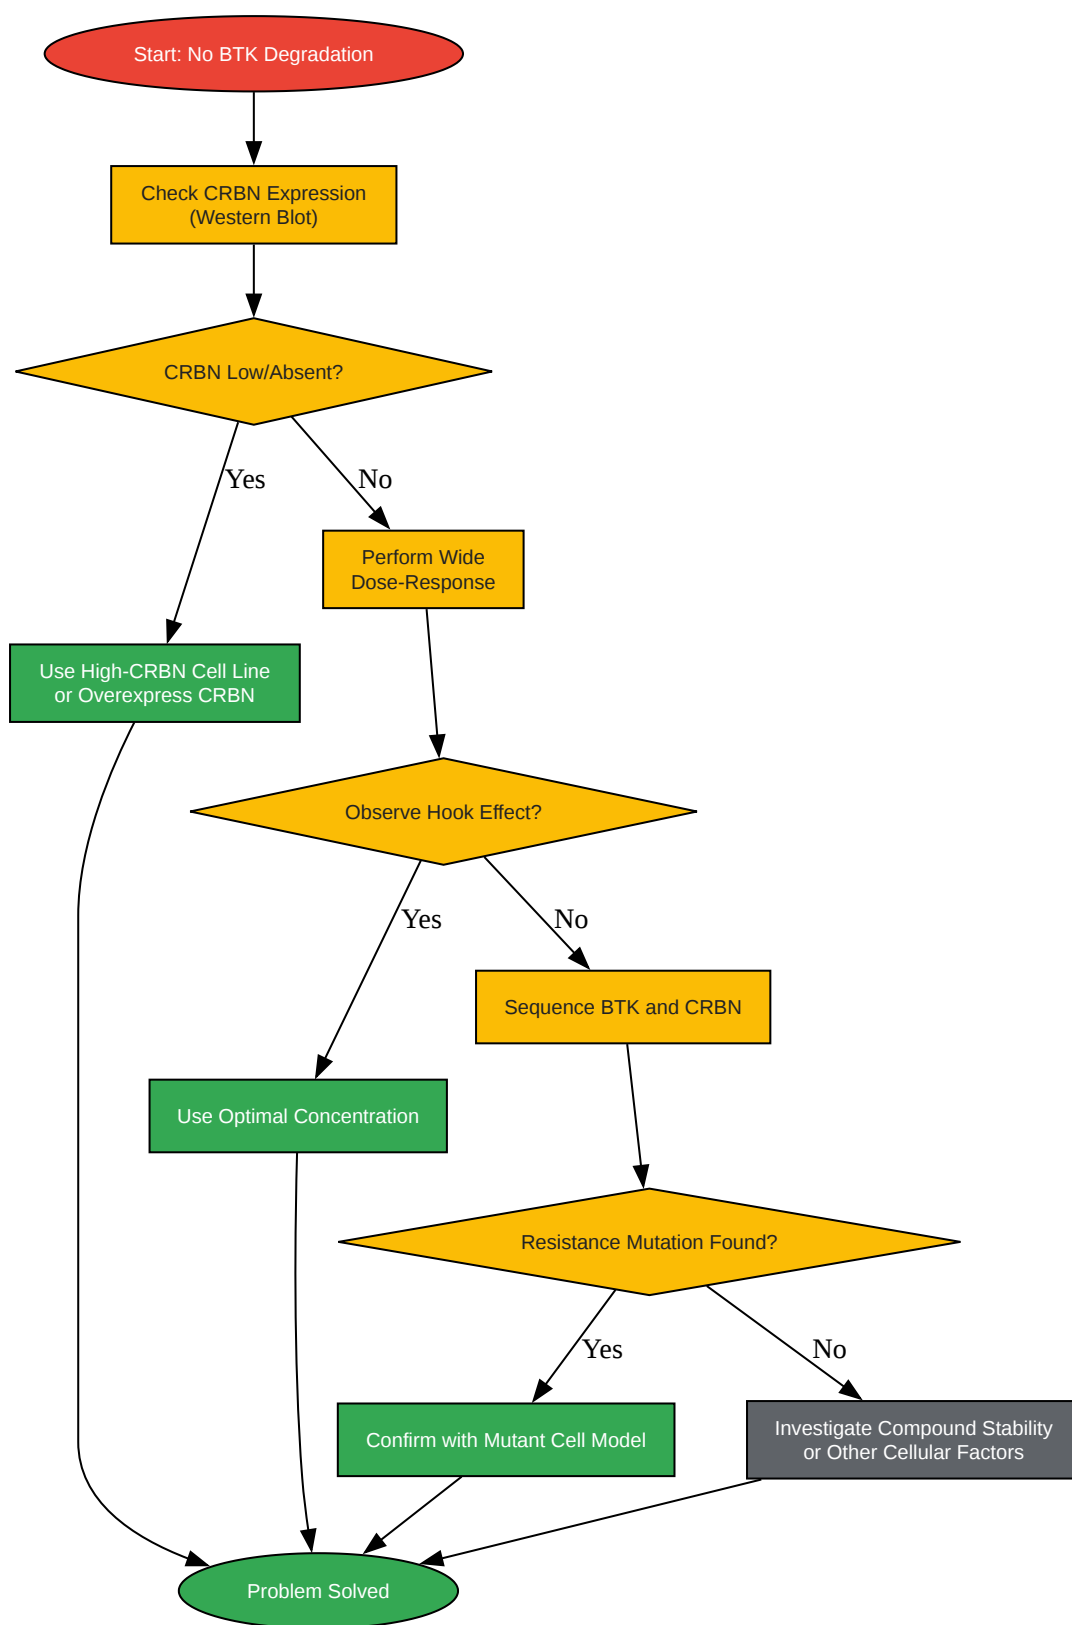 Start: No BTK Degradation
Check CRBN Expression
(Western Blot)
CRBN Low/Absent?
Yes
No
Perform Wide
Dose-Response
Use High-CRBN Cell Line
or Overexpress CRBN
Observe Hook Effect?
Yes
No
Sequence BTK and CRBN
Use Optimal Concentration
Resistance Mutation Found?
Yes
No
Confirm with Mutant Cell Model
Investigate Compound Stability
or Other Cellular Factors
Problem Solved